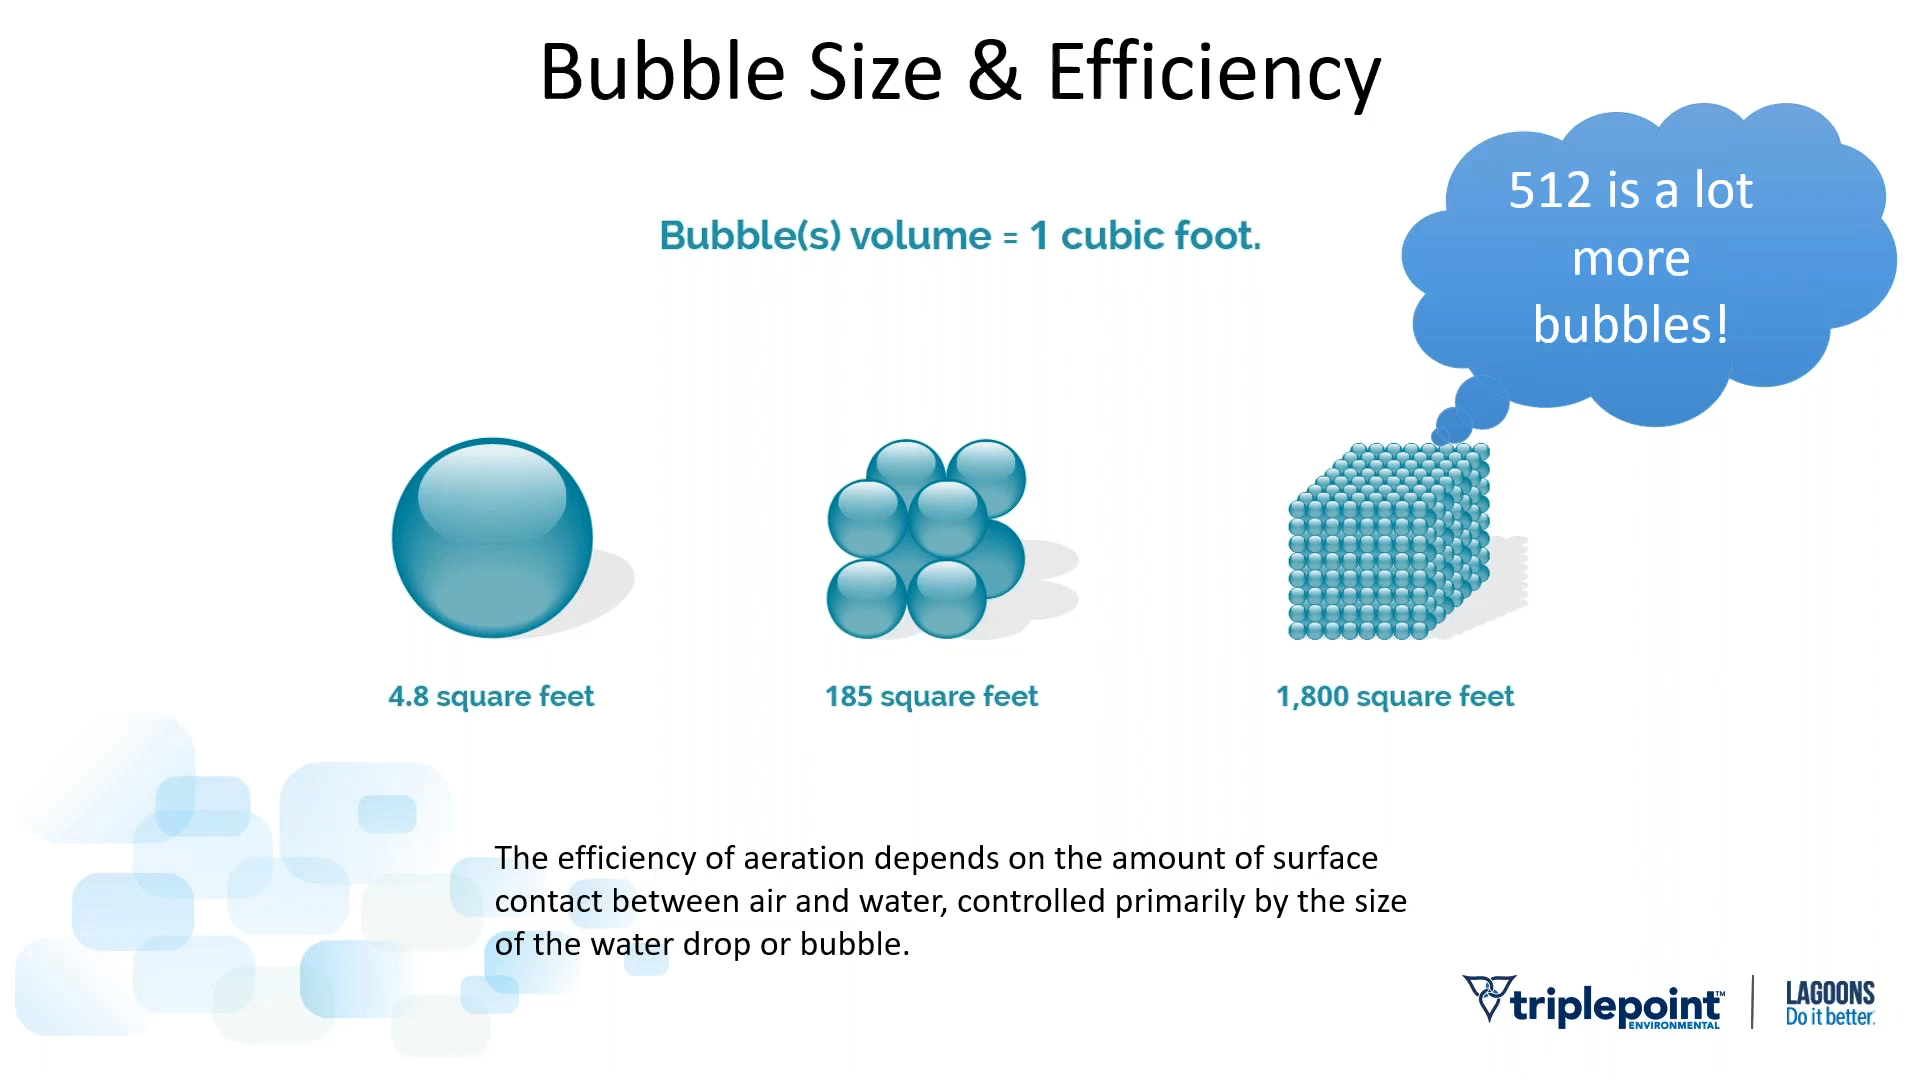 Bubble Size & Efficiency
512 is a lot
more
bubbles!
Bubble(s) volume = 1 cubic foot.
4.8 square feet
185 square feet
1,800 square feet
The efficiency of aeration depends on the amount of surface
contact between air and water, controlled primarily by the size
of the water drop or bubble.
triplepoint™
ENVIRONMENTAL
LAGOONS
Do it better.